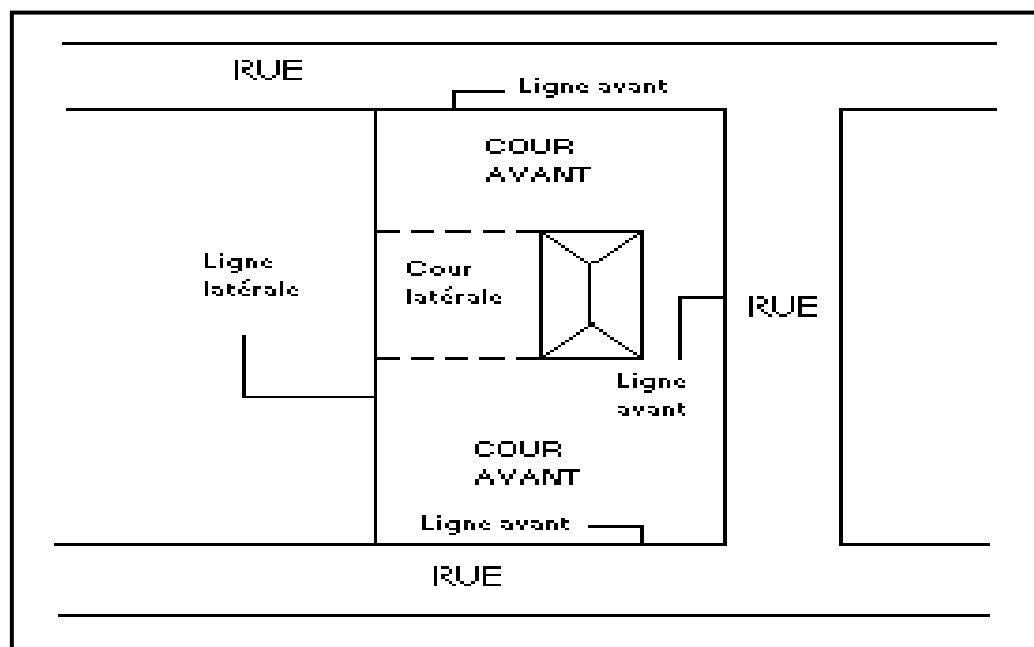 RUE
Ligne avant
COUR
AVANT
Ligne
latérale
Cour
latérale
RUE
Ligne
avant
COUR
AVANT
Ligne avant
RUE